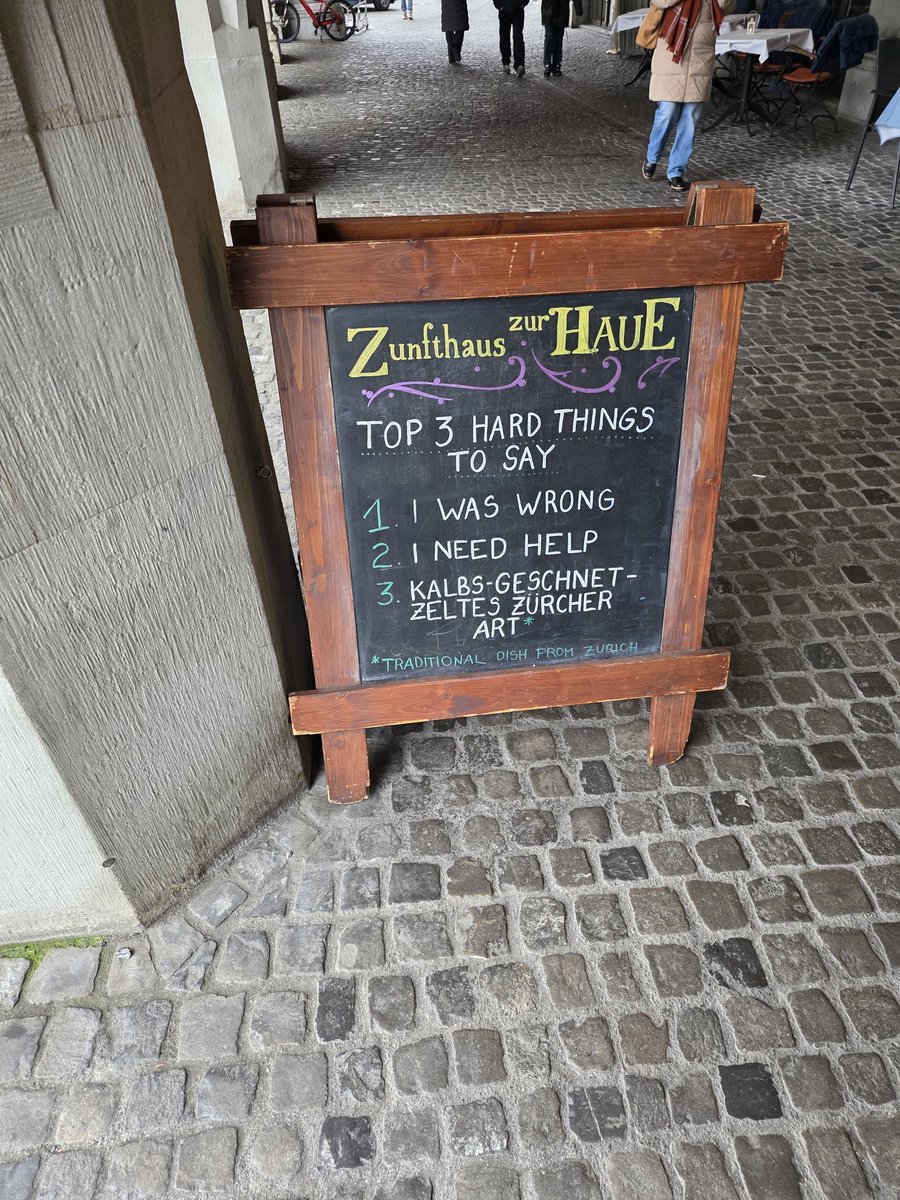 Zunfthaus zur HAUE
TOP 3 HARD THINGS
TO SAY
1. I WAS WRONG
2. I NEED HELP
3. KALBS-GESCHNET-
ZELTES ZÜRCHER
ART*
*TRADITIONAL DISH FROM ZURICH